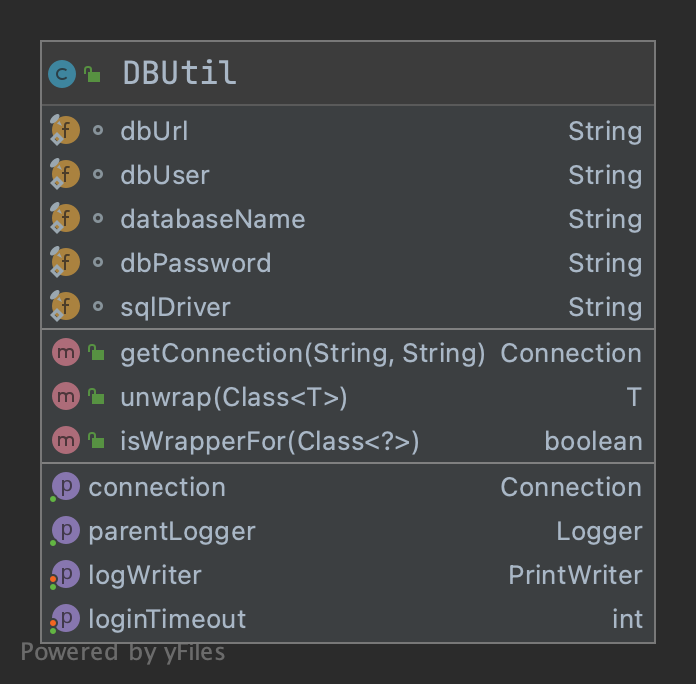 C DBUtil
f dbUrl String
f dbUser String
f databaseName String
f dbPassword String
f sqlDriver String
m getConnection(String, String) Connection
m unwrap(Class<T>) T
m isWrapperFor(Class<?>) boolean
p connection Connection
p parentLogger Logger
p logWriter PrintWriter
p loginTimeout int
Powered by yFiles